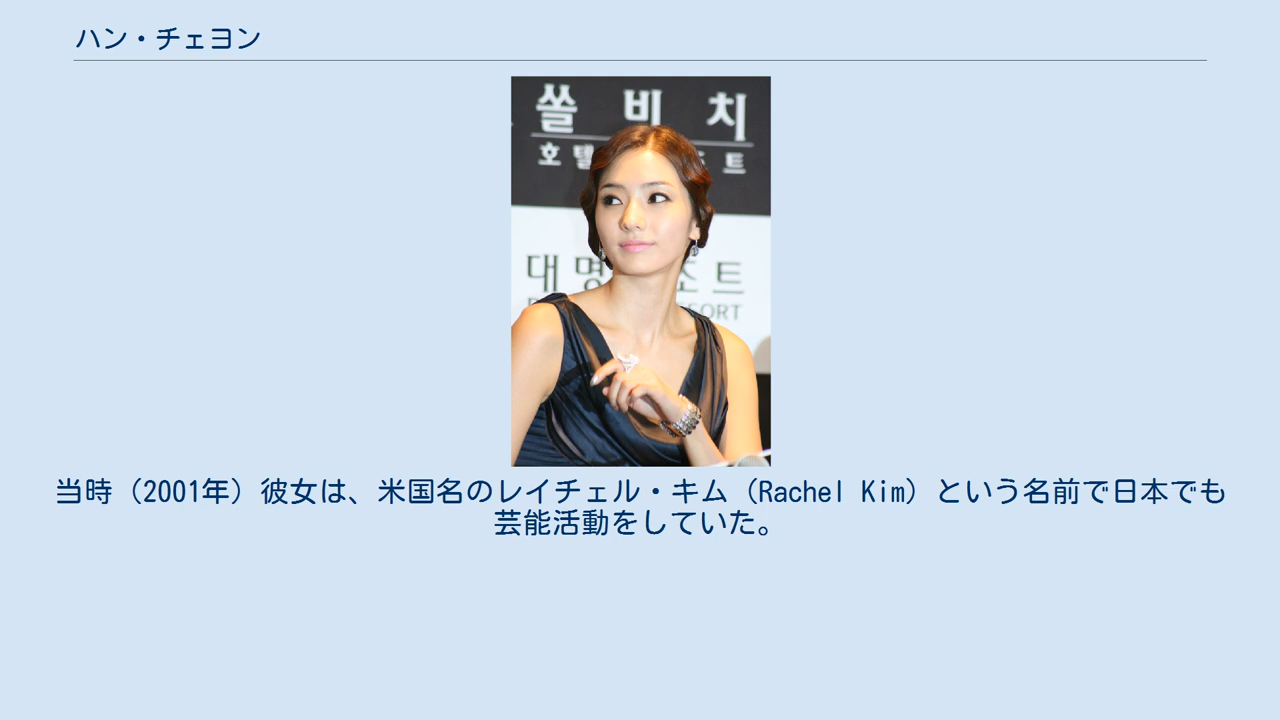 ハン・チェヨン
쏠비치
호텔
트
대명
조트
SORT
当時（2001年）彼女は、米国名のレイチェル・キム（Rachel Kim）という名前で日本でも
芸能活動をしていた。